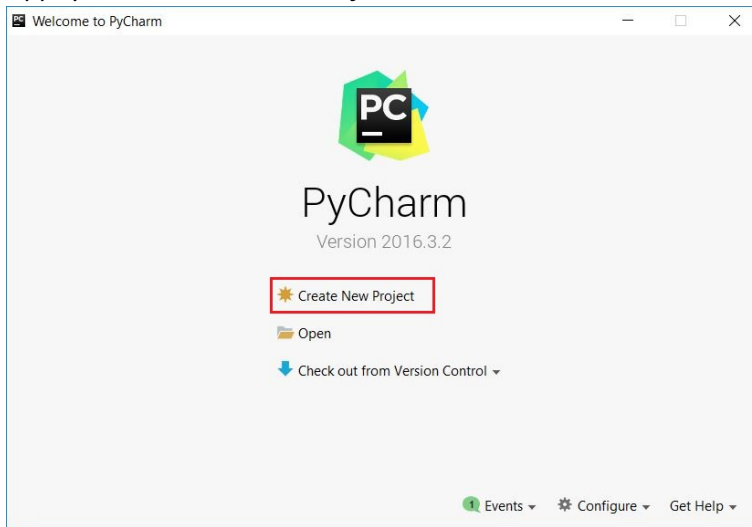 Welcome to PyCharm
PC
PyCharm
Version 2016.3.2
Create New Project
Open
Check out from Version Control
1 Events Configure Get Help